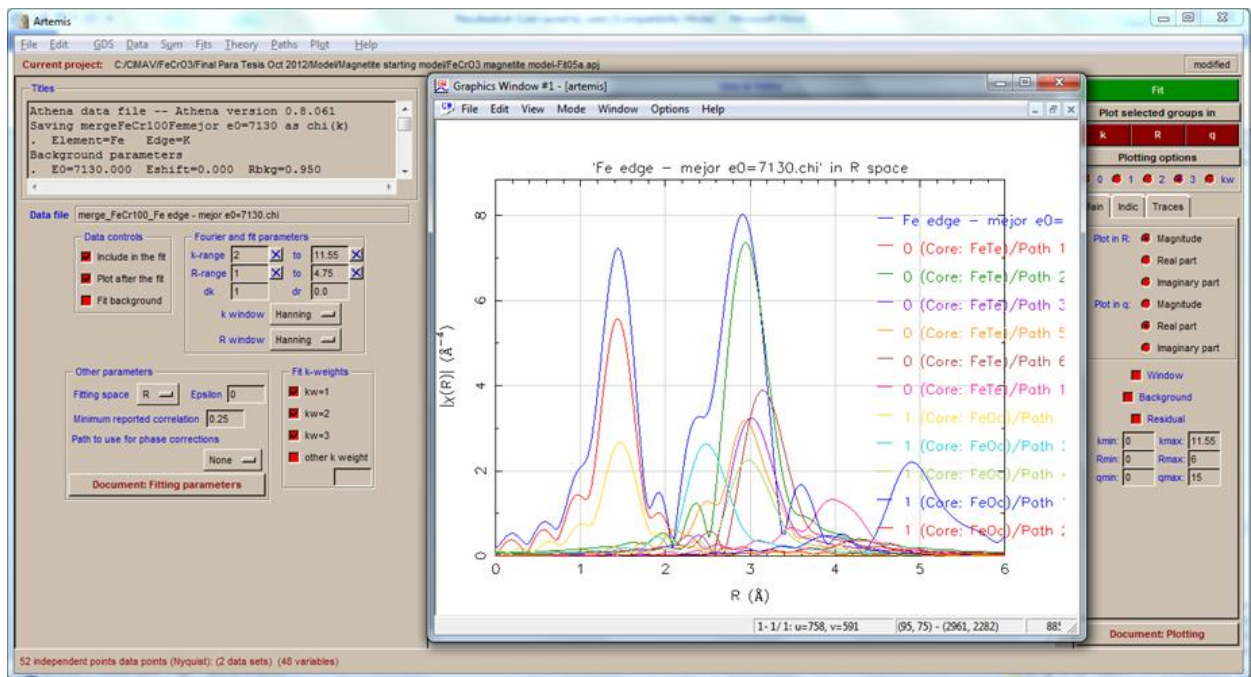 Artemis
File Edit GDS Data Sum Fits Theory Paths Plot Help
Current project: C:/CIMAV/FeCrO3/Final Para Tesis Oct 2012/Model/Magnetite starting model/FeCrO3 magnetite model-Fit05a.apj
modified
Titles
Athena data file -- Athena version 0.8.061
Saving mergeFeCr100Femejor e0=7130 as chi(k)
. Element=Fe Edge=K
Background parameters
. E0=7130.000 Eshift=0.000 Rbkg=0.950
Data file merge_FeCr100_Fe edge - mejor e0=7130.chi
Data controls
Include in the fit
Plot after the fit
Fit background
Fourier and fit parameters
k-range 2 to 11.55
R-range 1 to 4.75
dk 1 dr 0.0
k window Hanning
R window Hanning
Other parameters
Fitting space R Epsilon 0
Minimum reported correlation 0.25
Path to use for phase corrections
None
Document: Fitting parameters
Fit k-weights
kw=1
kw=2
kw=3
other k weight
Graphics Window #1 - [artemis]
File Edit View Mode Window Options Help
'Fe edge – mejor e0=7130.chi' in R space
|χ(R)| (Å⁻⁴)
8
6
4
2
0
0 1 2 3 4 5 6
R (Å)
Fe edge – mejor e0=
0 (Core: FeTe)/Path 1
0 (Core: FeTe)/Path 2
0 (Core: FeTe)/Path 3
0 (Core: FeTe)/Path 5
0 (Core: FeTe)/Path 6
0 (Core: FeTe)/Path 1
1 (Core: FeOc)/Path
1 (Core: FeOc)/Path
1 (Core: FeOc)/Path
1 (Core: FeOc)/Path
1 (Core: FeOc)/Path
1- 1/ 1: u=758, v=591 (95, 75) - (2961, 2282)
Fit
Plot selected groups in
k R q
Plotting options
0 1 2 3 kw
Indic Traces
Plot in R: Magnitude
Real part
Imaginary part
Plot in q: Magnitude
Real part
Imaginary part
Window
Background
Residual
kmin: 0 kmax: 11.55
Rmin: 0 Rmax: 6
qmin: 0 qmax: 15
Document: Plotting
52 independent points data points (Nyquist): (2 data sets) (48 variables)